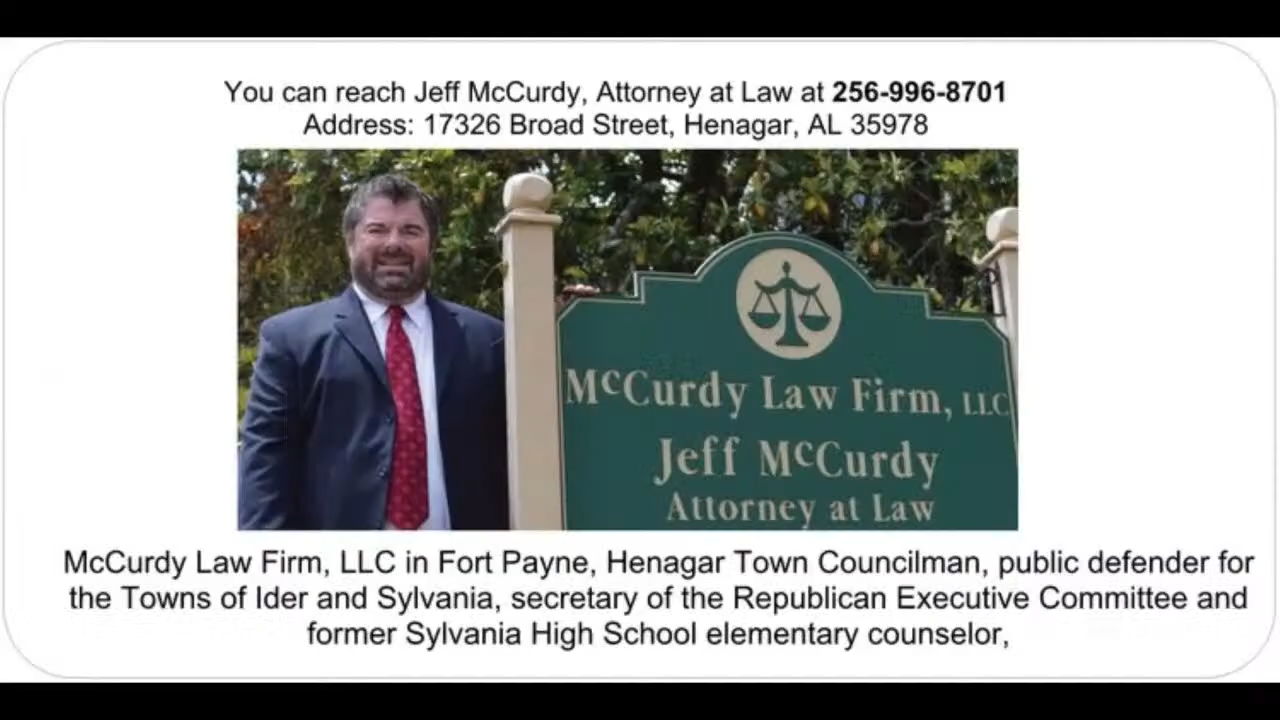 You can reach Jeff McCurdy, Attorney at Law at 256-996-8701
Address: 17326 Broad Street, Henagar, AL 35978
McCurdy Law Firm, LLC
Jeff McCurdy
Attorney at Law
McCurdy Law Firm, LLC in Fort Payne, Henagar Town Councilman, public defender for
the Towns of Ider and Sylvania, secretary of the Republican Executive Committee and
former Sylvania High School elementary counselor,